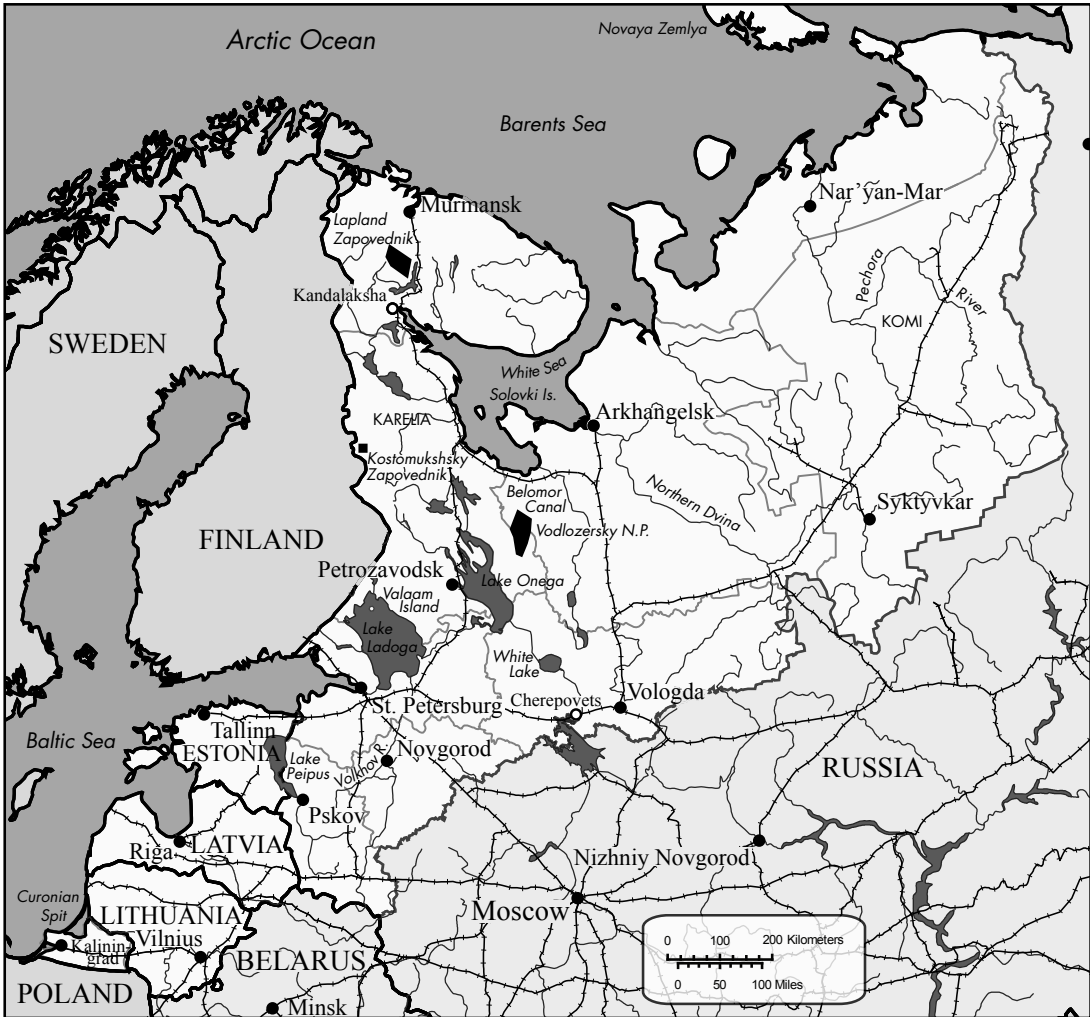 Novaya Zemlya
Arctic Ocean
Barents Sea
Nar'yan-Mar
Murmansk
Lapland
Zapovednik
Pechora
River
Kandalaksha
KOMI
SWEDEN
White Sea
Solovki Is.
Arkhangelsk
KARELIA
Kostomukshsky
Zapovednik
Belomor
Canal
Northern Dvina
Syktyvkar
Vodlozersky N.P.
FINLAND
Petrozavodsk
Lake Onega
Valaam
Island
Lake
Ladoga
White
Lake
St. Petersburg
Cherepovets
Vologda
Tallinn
Baltic Sea
ESTONIA
Novgorod
Lake
Peipus
Volkhov R.
RUSSIA
Pskov
LATVIA
Riga
Nizhniy Novgorod
Curonian
Spit
Moscow
LITHUANIA
Vilnius
Kalinin-
grad
BELARUS
0 100 200 Kilometers
0 50 100 Miles
POLAND
Minsk